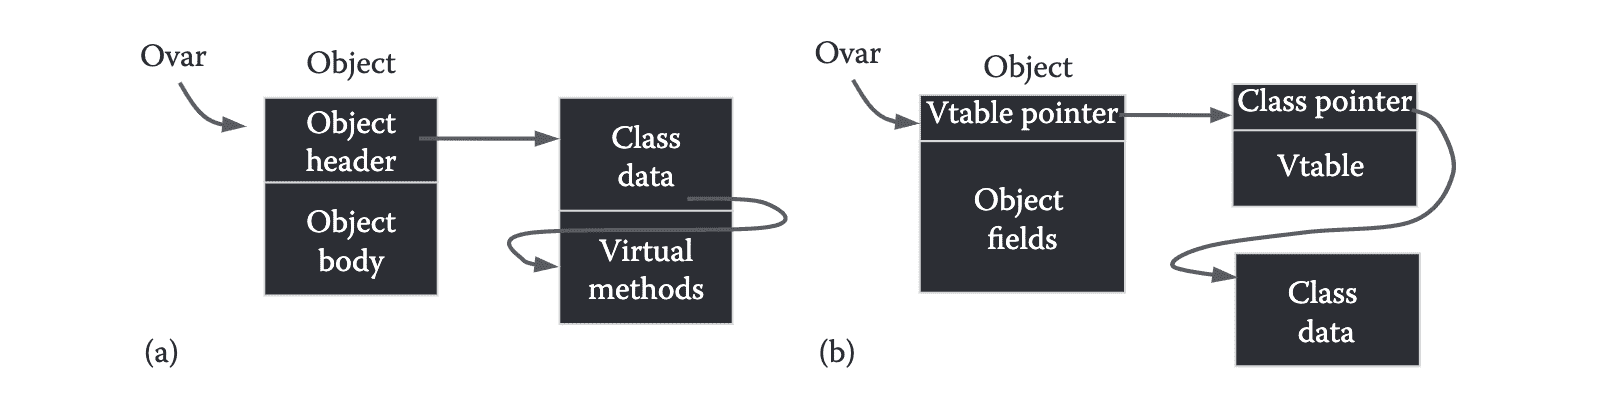 Ovar
Object
Object
header
Object
body
Class
data
Virtual
methods
(a)
Ovar
Object
Vtable pointer
Object
fields
Class pointer
Vtable
Class
data
(b)